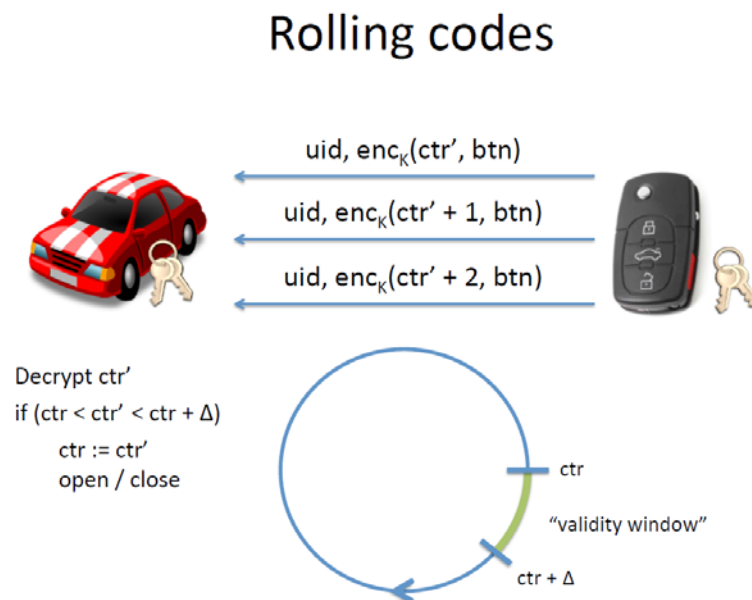 Rolling codes
uid, encK(ctr’, btn)
uid, encK(ctr’ + 1, btn)
uid, encK(ctr’ + 2, btn)
Decrypt ctr’
if (ctr < ctr’ < ctr + Δ)
ctr := ctr’
open / close
ctr
“validity window”
ctr + Δ